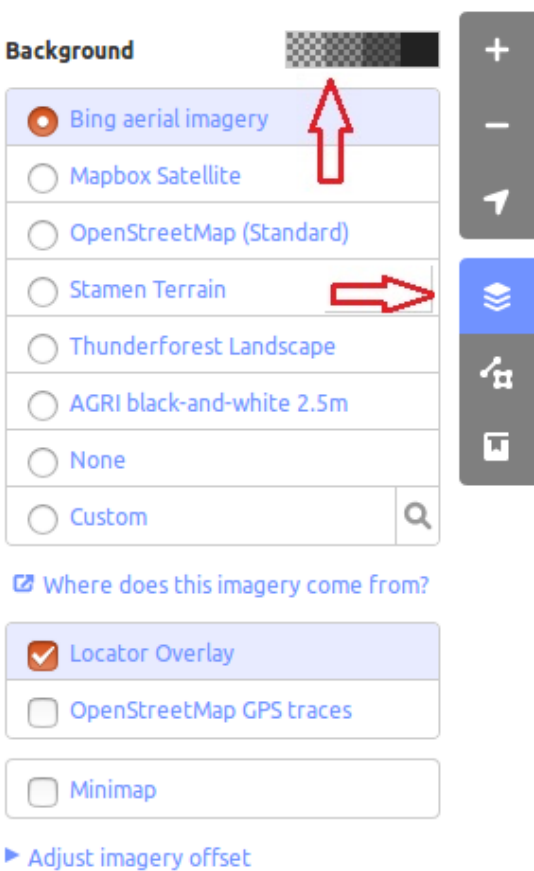 Background
Bing aerial imagery
Mapbox Satellite
OpenStreetMap (Standard)
Stamen Terrain
Thunderforest Landscape
AGRI black-and-white 2.5m
None
Custom
Where does this imagery come from?
Locator Overlay
OpenStreetMap GPS traces
Minimap
Adjust imagery offset